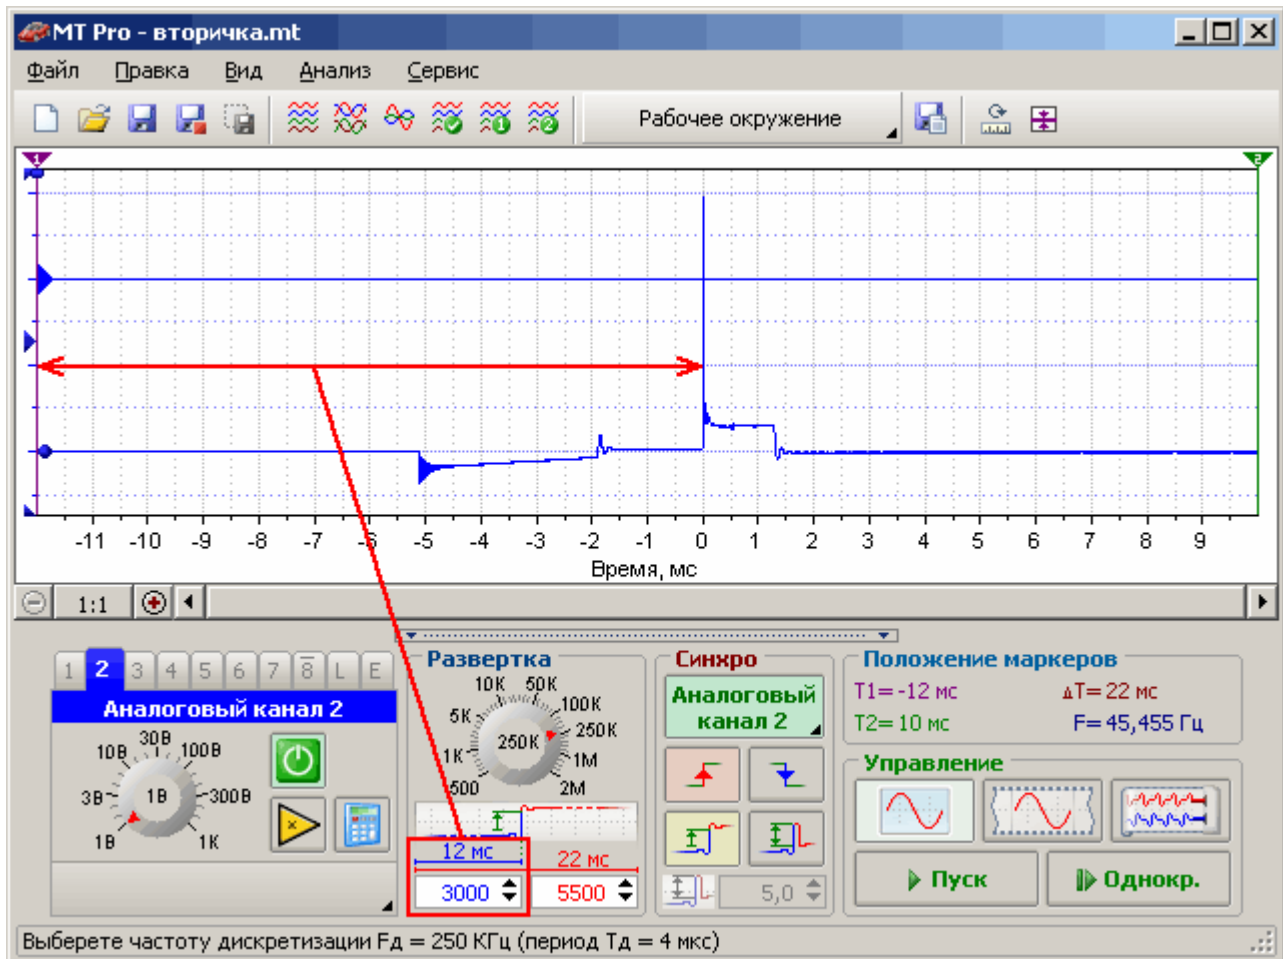 MT Pro - вторичка.mt
Файл Правка Вид Анализ Сервис
Рабочее окружение
1 2
-11 -10 -9 -8 -7 -6 -5 -4 -3 -2 -1 0 1 2 3 4 5 6 7 8 9
Время, мс
1:1
1 2 3 4 5 6 7 8 L E
Аналоговый канал 2
1В 3В 10В 30В 100В 300В 1К
1В
Развертка
500 1К 5К 10К 50К 100К 250К 1М 2М
250К
12 мс 22 мс
3000 5500
Синхро
Аналоговый
канал 2
5,0
Положение маркеров
T1= -12 мс ΔT= 22 мс
T2= 10 мс F= 45,455 Гц
Управление
Пуск Однокр.
Выберете частоту дискретизации Fд = 250 КГц (период Тд = 4 мкс)